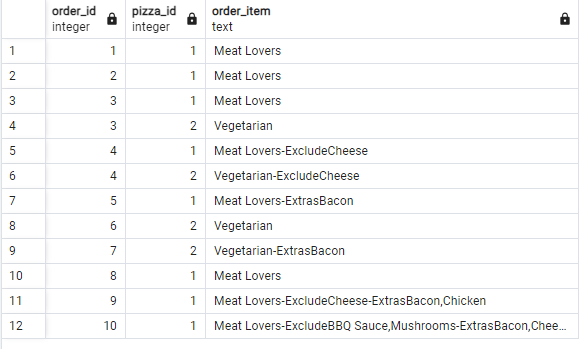 order_id pizza_id order_item
integer integer text
1 1 1 Meat Lovers
2 2 1 Meat Lovers
3 3 1 Meat Lovers
4 3 2 Vegetarian
5 4 1 Meat Lovers-ExcludeCheese
6 4 2 Vegetarian-ExcludeCheese
7 5 1 Meat Lovers-ExtrasBacon
8 6 2 Vegetarian
9 7 2 Vegetarian-ExtrasBacon
10 8 1 Meat Lovers
11 9 1 Meat Lovers-ExcludeCheese-ExtrasBacon,Chicken
12 10 1 Meat Lovers-ExcludeBBQ Sauce,Mushrooms-ExtrasBacon,Chee...